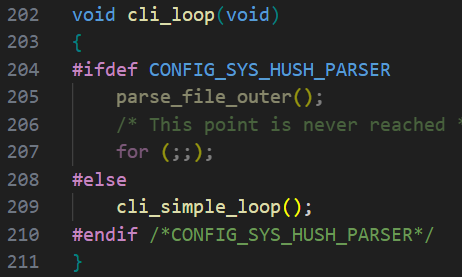 202 void cli_loop(void)
203 {
204 #ifdef CONFIG_SYS_HUSH_PARSER
205     parse_file_outer();
206     /* This point is never reached *
207     for (;;);
208 #else
209     cli_simple_loop();
210 #endif /*CONFIG_SYS_HUSH_PARSER*/
211 }